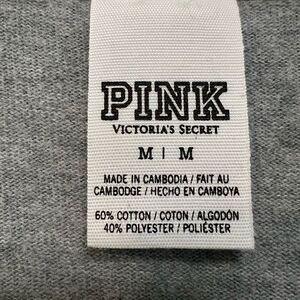 PINK
VICTORIA'S SECRET
M | M
MADE IN CAMBODIA / FAIT AU
CAMBODGE / HECHO EN CAMBOYA
60% COTTON / COTON / ALGODÓN
40% POLYESTER / POLIÉSTER